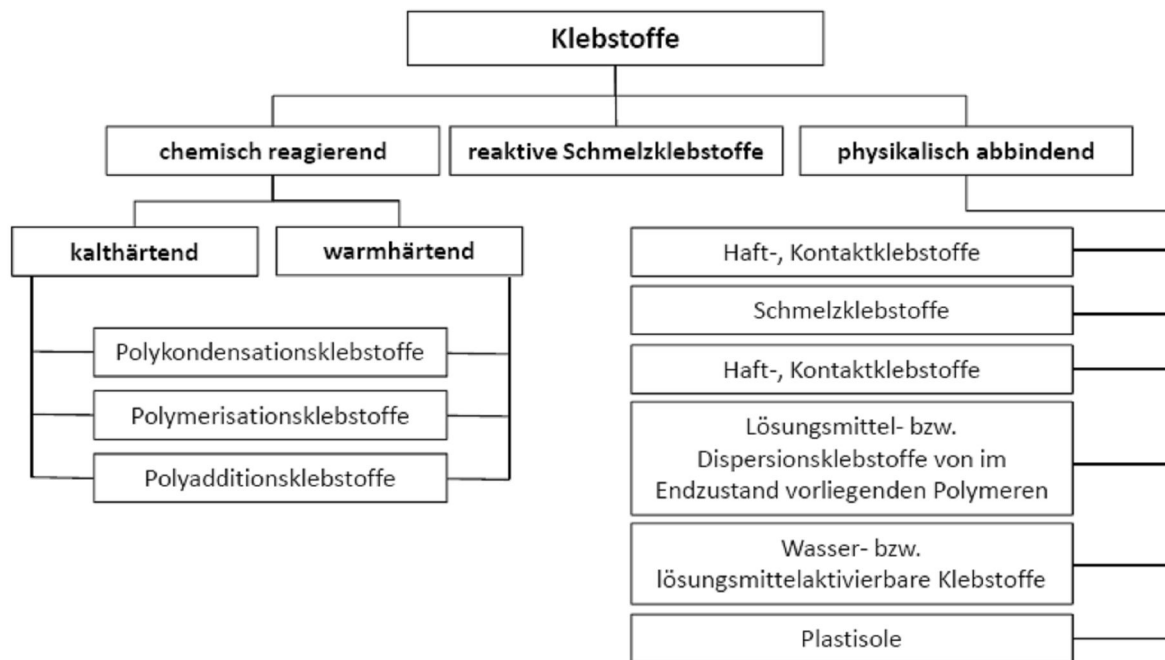 Klebstoffe
chemisch reagierend
reaktive Schmelzklebstoffe
physikalisch abbindend
kalthärtend
warmhärtend
Polykondensationsklebstoffe
Polymerisationsklebstoffe
Polyadditionsklebstoffe
Haft-, Kontaktklebstoffe
Schmelzklebstoffe
Haft-, Kontaktklebstoffe
Lösungsmittel- bzw.
Dispersionsklebstoffe von im
Endzustand vorliegenden Polymeren
Wasser- bzw.
lösungsmittelaktivierbare Klebstoffe
Plastisole